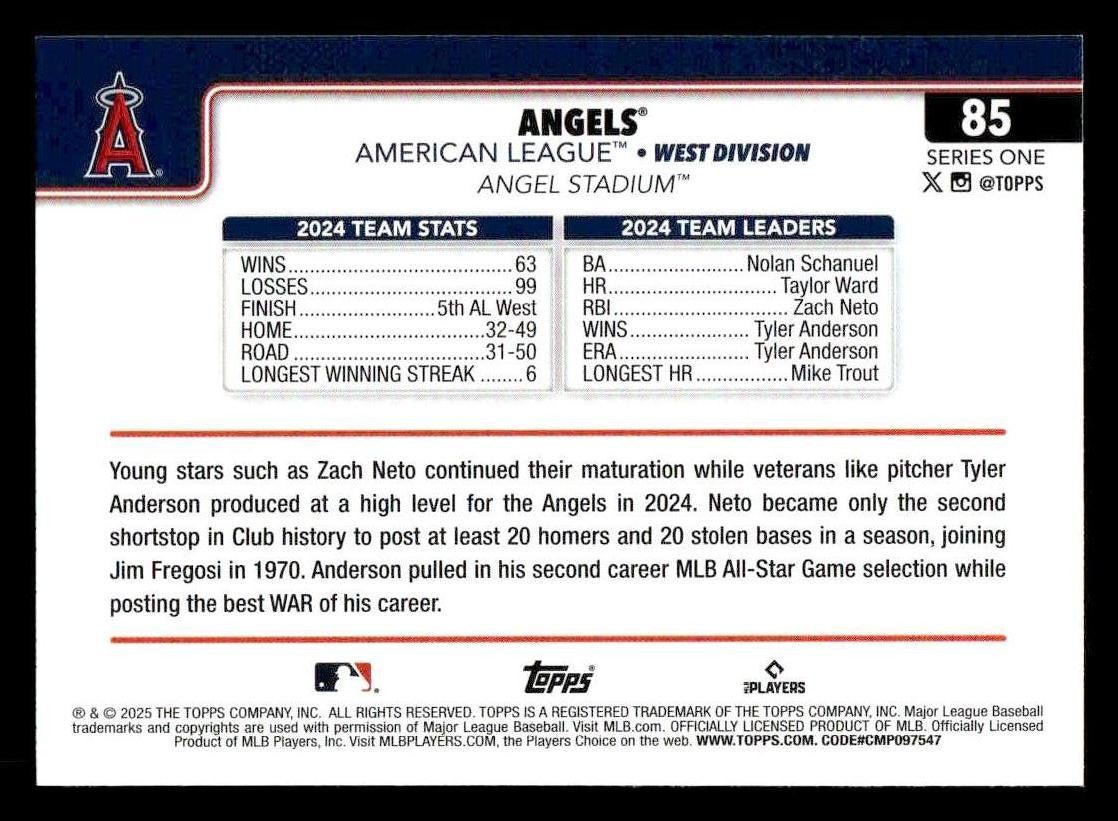 A
ANGELS®
AMERICAN LEAGUE™ • WEST DIVISION
ANGEL STADIUM™
85
SERIES ONE
X @TOPPS
2024 TEAM STATS
WINS........................................63
LOSSES....................................99
FINISH........................5th AL West
HOME..................................32-49
ROAD ..................................31-50
LONGEST WINNING STREAK ........6
2024 TEAM LEADERS
BA........................Nolan Schanuel
HR..............................Taylor Ward
RBI............................... Zach Neto
WINS..................... Tyler Anderson
ERA....................... Tyler Anderson
LONGEST HR.................Mike Trout
Young stars such as Zach Neto continued their maturation while veterans like pitcher Tyler
Anderson produced at a high level for the Angels in 2024. Neto became only the second
shortstop in Club history to post at least 20 homers and 20 stolen bases in a season, joining
Jim Fregosi in 1970. Anderson pulled in his second career MLB All-Star Game selection while
posting the best WAR of his career.
topps®
PLAYERS
® & © 2025 THE TOPPS COMPANY, INC. ALL RIGHTS RESERVED. TOPPS IS A REGISTERED TRADEMARK OF THE TOPPS COMPANY, INC. Major League Baseball
trademarks and copyrights are used with permission of Major League Baseball. Visit MLB.com. OFFICIALLY LICENSED PRODUCT OF MLB. Officially Licensed
Product of MLB Players, Inc. Visit MLBPLAYERS.COM, the Players Choice on the web. WWW.TOPPS.COM. CODE#CMP097547